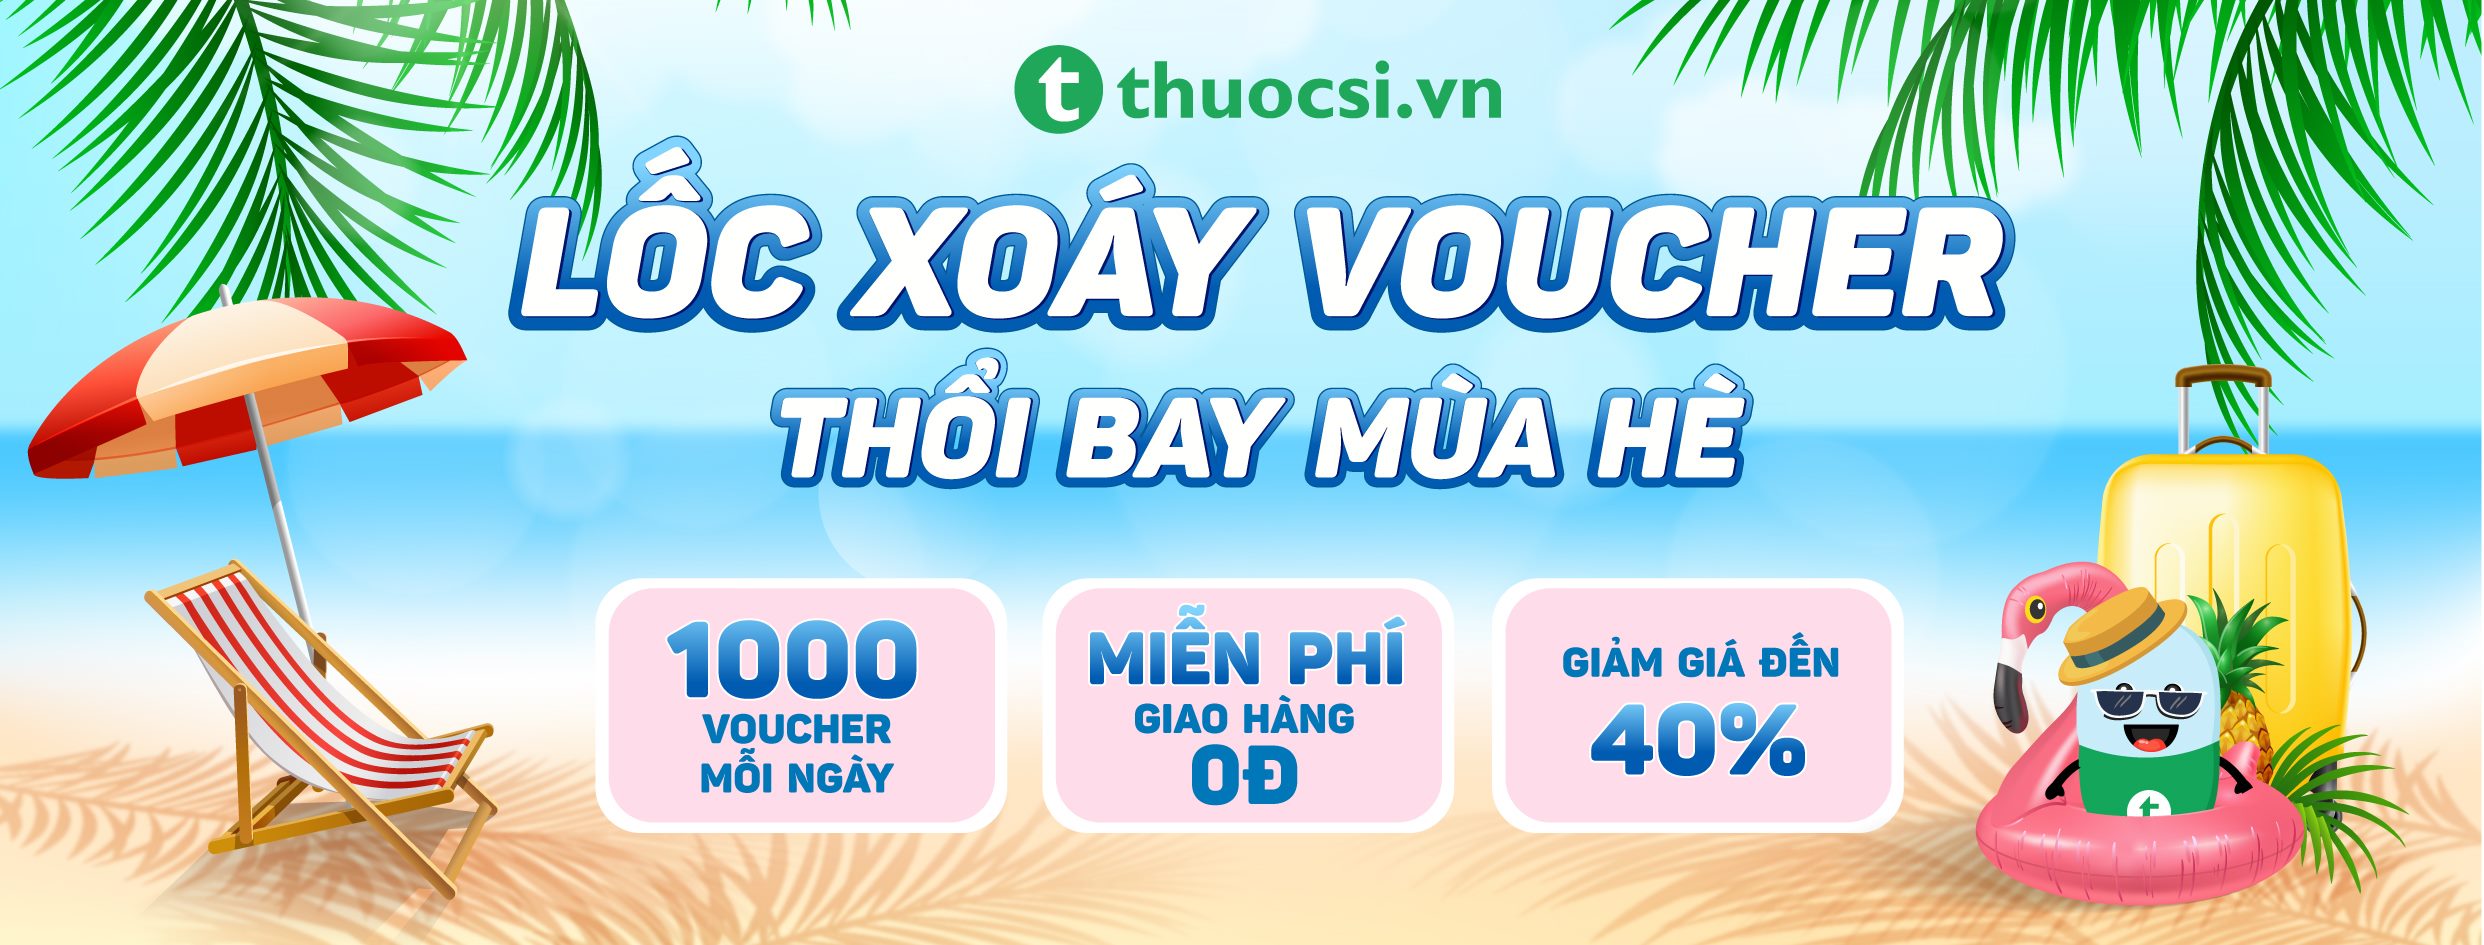 t thuocsi.vn
LỐC XOÁY VOUCHER
THỔI BAY MÙA HÈ
1000
VOUCHER
MỖI NGÀY
MIỄN PHÍ
GIAO HÀNG
0Đ
GIẢM GIÁ ĐẾN
40%
t